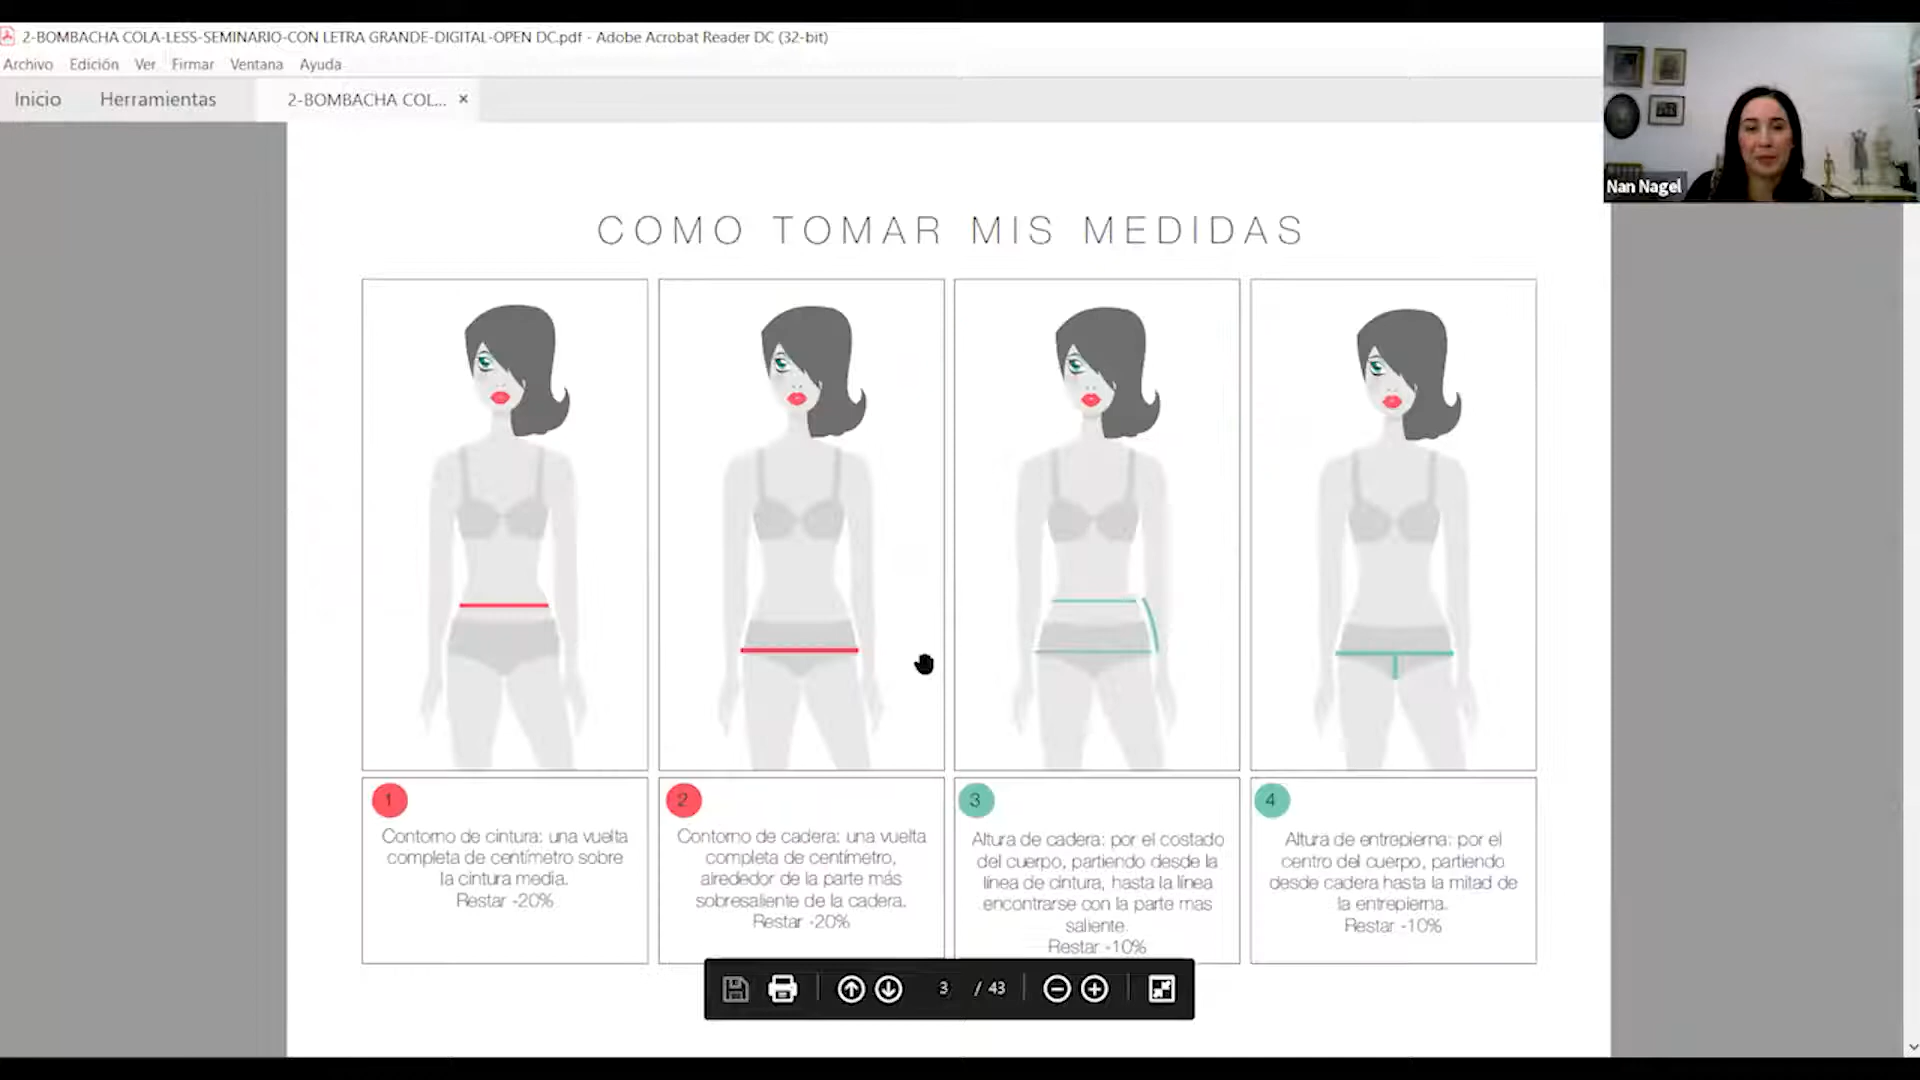 2-BOMBACHA COLA-LESS-SEMINARIO-CON LETRA GRANDE-DIGITAL-OPEN DC.pdf - Adobe Acrobat Reader DC (32-bit)
Archivo Edición Ver Firmar Ventana Ayuda
Inicio Herramientas 2-BOMBACHA COL... ×
Nan Nagel
COMO TOMAR MIS MEDIDAS
1
Contorno de cintura: una vuelta
completa de centímetro sobre
la cintura media.
Restar -20%
2
Contorno de cadera: una vuelta
completa de centímetro,
alrededor de la parte más
sobresaliente de la cadera.
Restar -20%
3
Altura de cadera: por el costado
del cuerpo, partiendo desde la
línea de cintura, hasta la línea
encontrarse con la parte mas
saliente.
Restar -10%
4
Altura de entrepierna: por el
centro del cuerpo, partiendo
desde cadera hasta la mitad de
la entrepierna.
Restar -10%
3 / 43